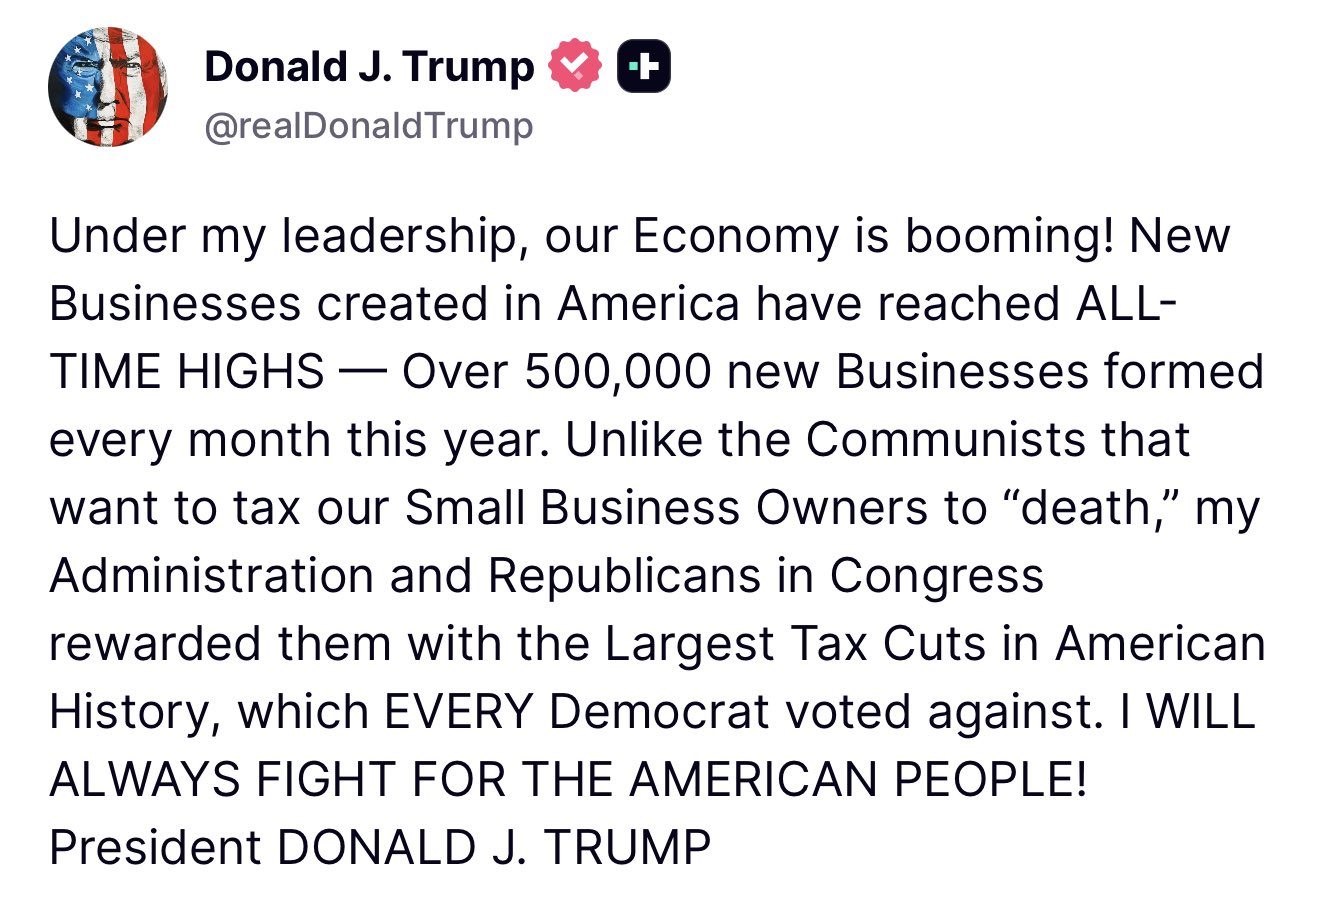 Donald J. Trump
@realDonaldTrump
Under my leadership, our Economy is booming! New
Businesses created in America have reached ALL-
TIME HIGHS — Over 500,000 new Businesses formed
every month this year. Unlike the Communists that
want to tax our Small Business Owners to “death,” my
Administration and Republicans in Congress
rewarded them with the Largest Tax Cuts in American
History, which EVERY Democrat voted against. I WILL
ALWAYS FIGHT FOR THE AMERICAN PEOPLE!
President DONALD J. TRUMP